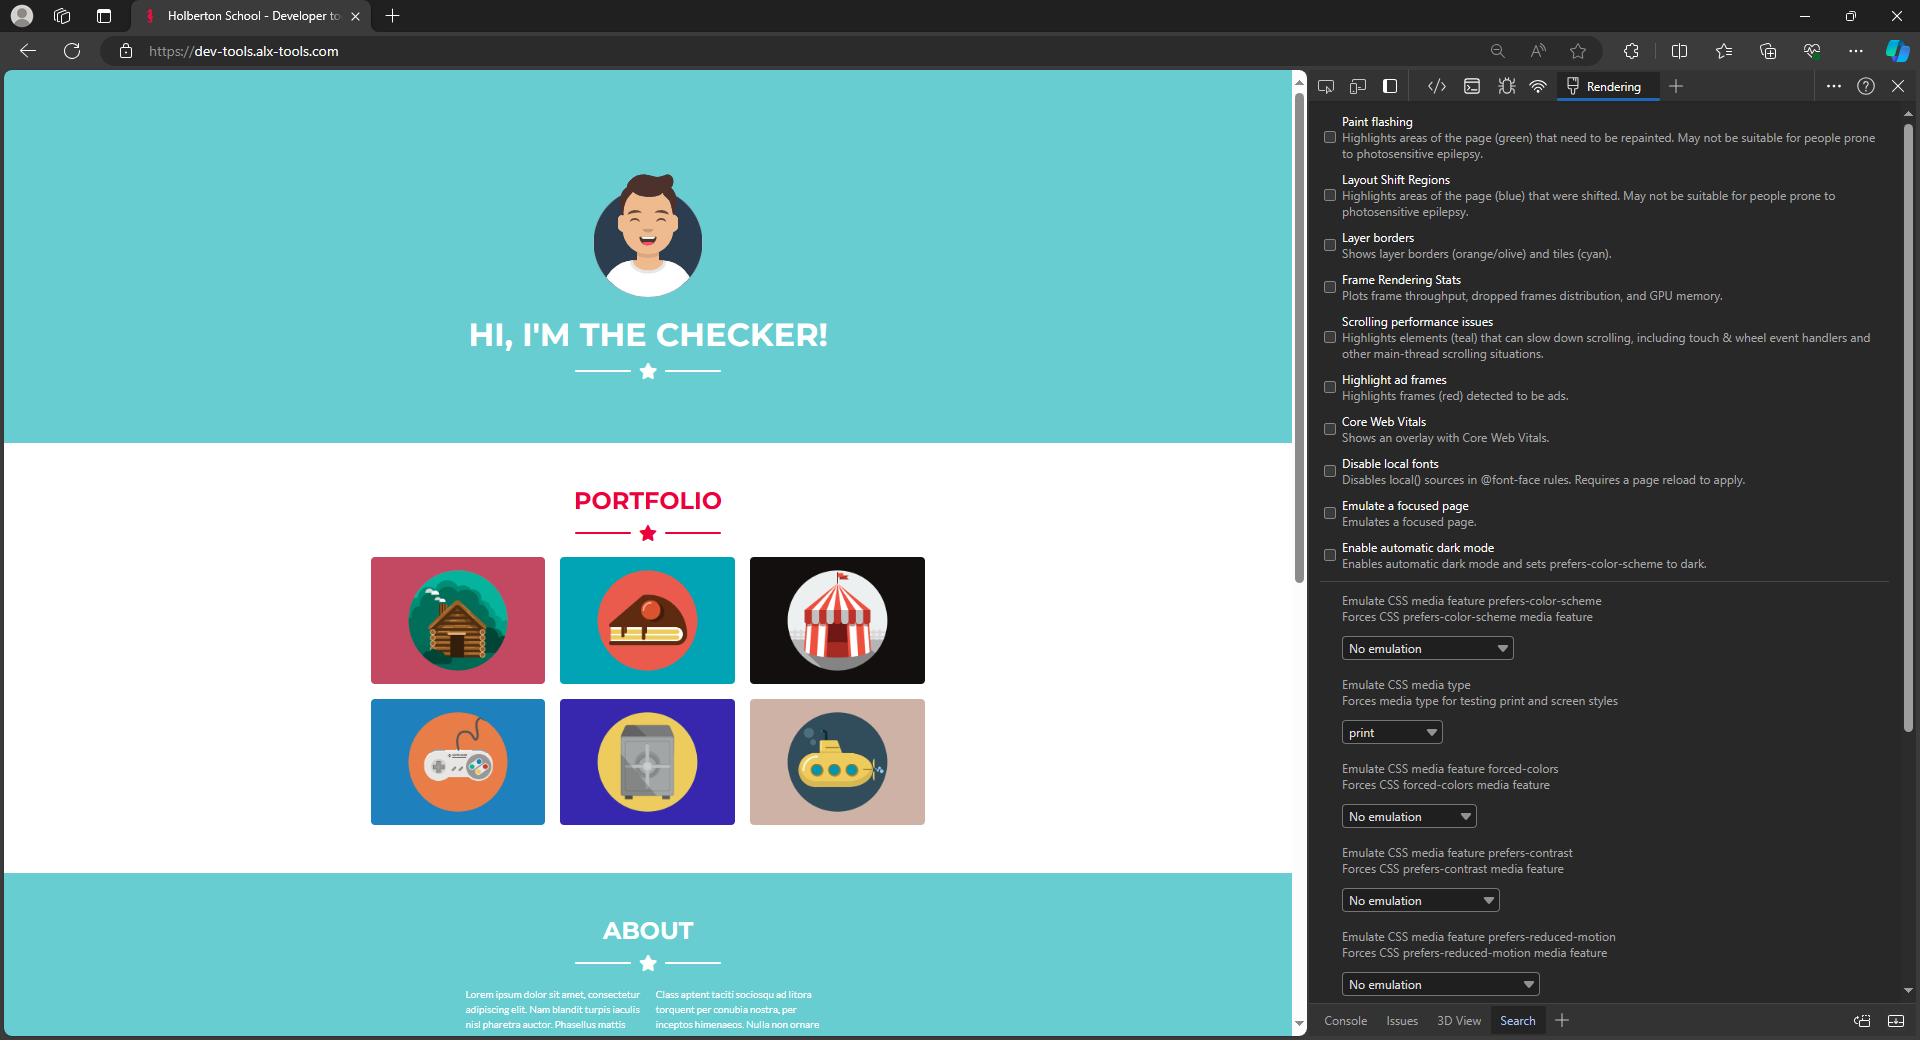 Holberton School - Developer to
https://dev-tools.alx-tools.com
Rendering
HI, I'M THE CHECKER!
PORTFOLIO
ABOUT
Lorem ipsum dolor sit amet, consectetur
adipiscing elit. Nam blandit turpis iaculis
nisl pharetra auctor. Phasellus mattis
Class aptent taciti sociosqu ad litora
torquent per conubia nostra, per
inceptos himenaeos. Nulla non ornare
Paint flashing
Highlights areas of the page (green) that need to be repainted. May not be suitable for people prone
to photosensitive epilepsy.
Layout Shift Regions
Highlights areas of the page (blue) that were shifted. May not be suitable for people prone to
photosensitive epilepsy.
Layer borders
Shows layer borders (orange/olive) and tiles (cyan).
Frame Rendering Stats
Plots frame throughput, dropped frames distribution, and GPU memory.
Scrolling performance issues
Highlights elements (teal) that can slow down scrolling, including touch & wheel event handlers and
other main-thread scrolling situations.
Highlight ad frames
Highlights frames (red) detected to be ads.
Core Web Vitals
Shows an overlay with Core Web Vitals.
Disable local fonts
Disables local() sources in @font-face rules. Requires a page reload to apply.
Emulate a focused page
Emulates a focused page.
Enable automatic dark mode
Enables automatic dark mode and sets prefers-color-scheme to dark.
Emulate CSS media feature prefers-color-scheme
Forces CSS prefers-color-scheme media feature
No emulation
Emulate CSS media type
Forces media type for testing print and screen styles
print
Emulate CSS media feature forced-colors
Forces CSS forced-colors media feature
No emulation
Emulate CSS media feature prefers-contrast
Forces CSS prefers-contrast media feature
No emulation
Emulate CSS media feature prefers-reduced-motion
Forces CSS prefers-reduced-motion media feature
No emulation
Console
Issues
3D View
Search